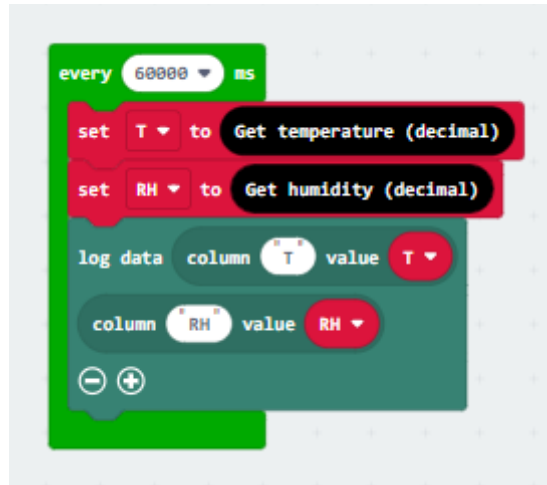 every 60000 ms
set T to Get temperature (decimal)
set RH to Get humidity (decimal)
log data column "T" value T
column "RH" value RH